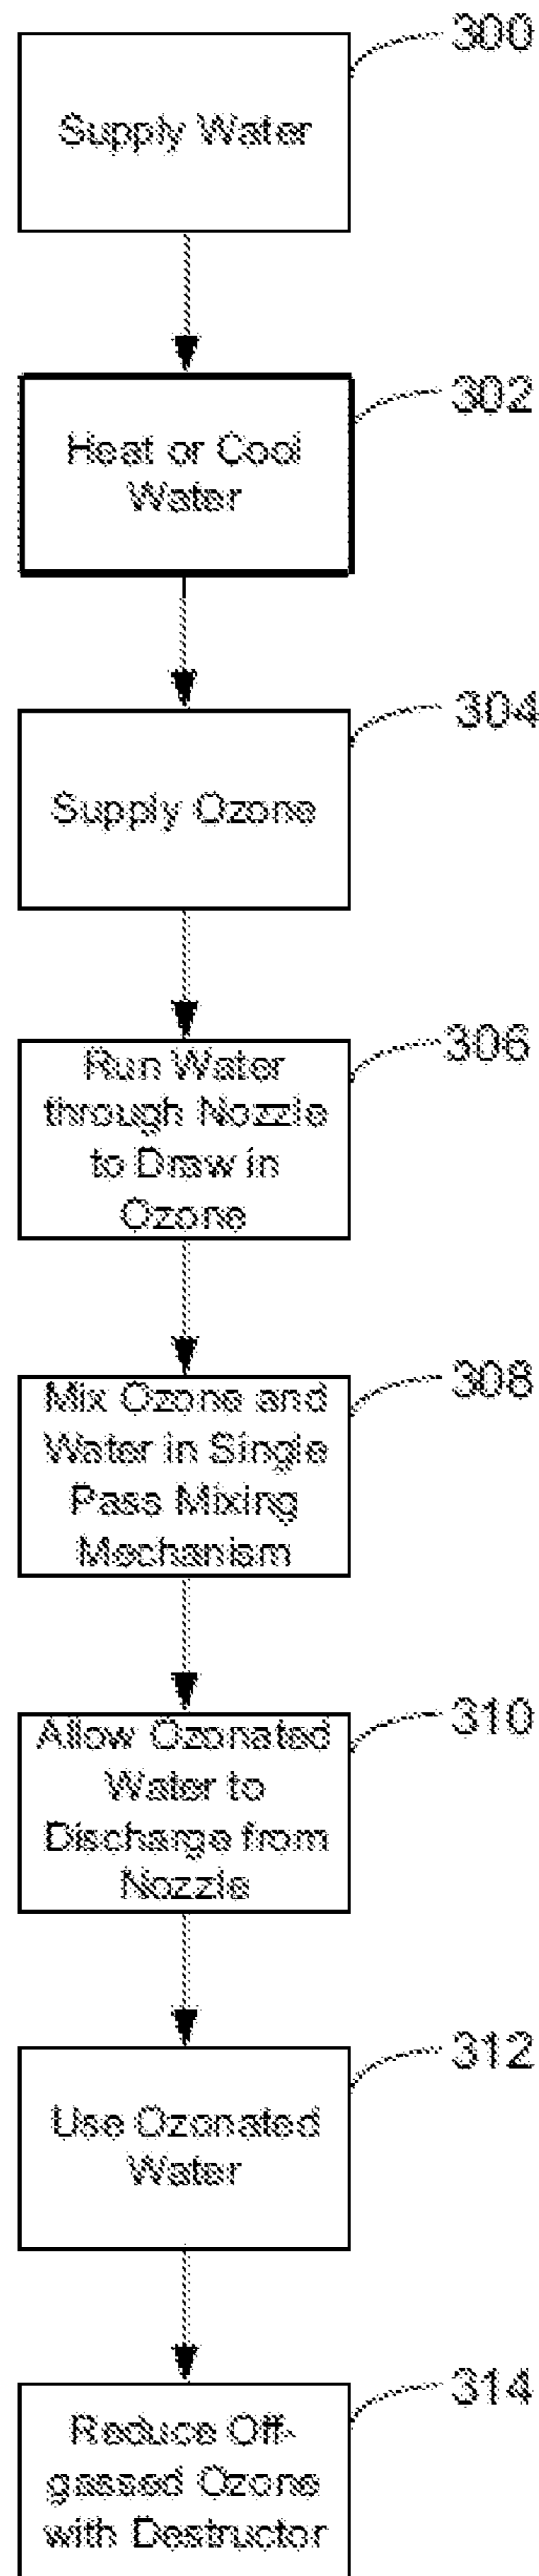 300
Supply Water
302
Heat or Cool
Water
304
Supply Ozone
306
Run Water
through Nozzle
to Draw in
Ozone
308
Mix Ozone and
Water in Single
Pass Mixing
Mechanism
310
Allow Ozonated
Water to
Discharge from
Nozzle
312
Use Ozonated
Water
314
Reduce Off-
gassed Ozone
with Destructor